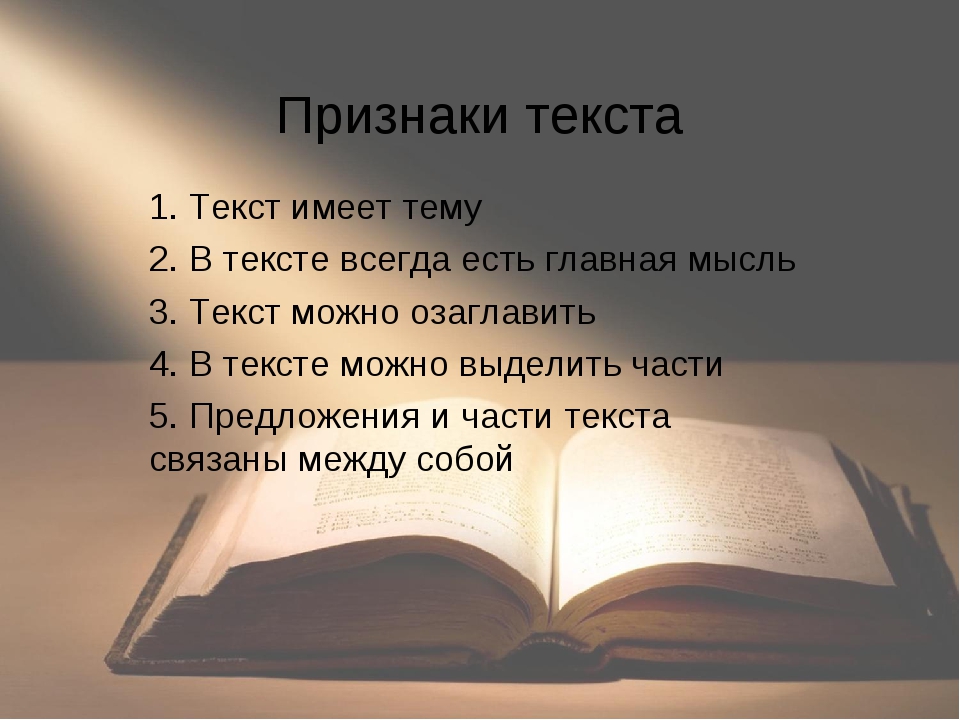 Признаки текста
1. Текст имеет тему
2. В тексте всегда есть главная мысль
3. Текст можно озаглавить
4. В тексте можно выделить части
5. Предложения и части текста
связаны между собой